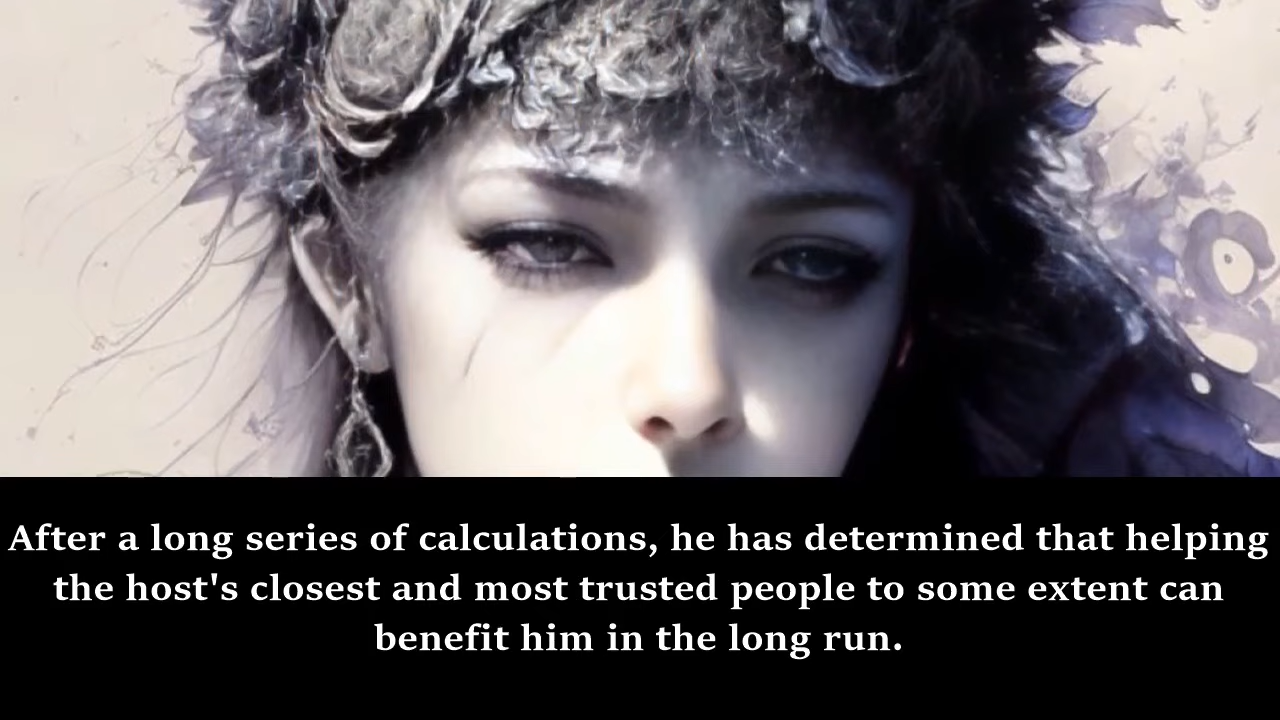 After a long series of calculations, he has determined that helping
the host's closest and most trusted people to some extent can
benefit him in the long run.